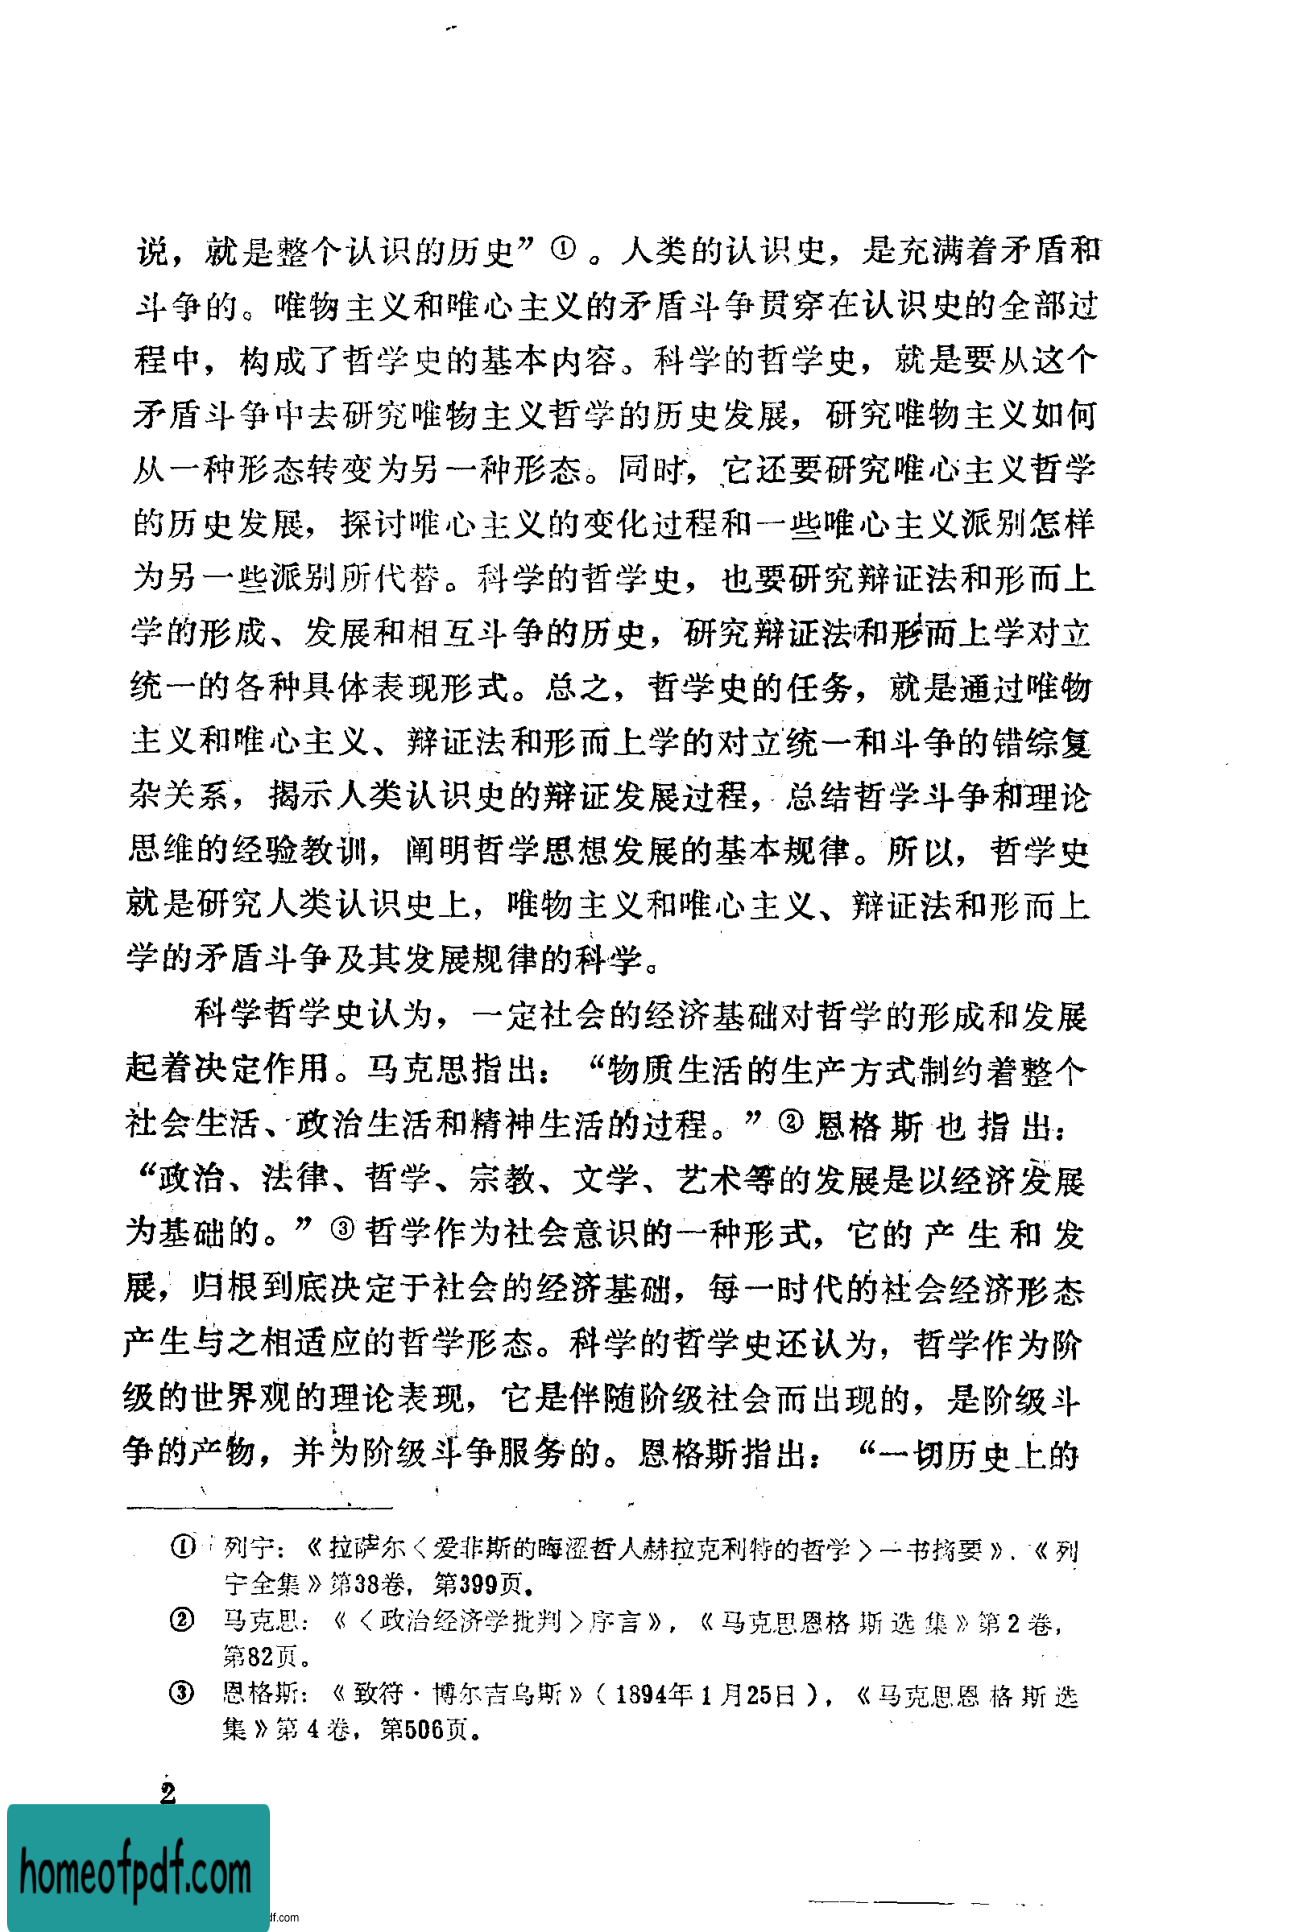 说，就是整个认识的历史”①。人类的认识史，是充满着矛盾和
斗争的。唯物主义和唯心主义的矛盾斗争贯穿在认识史的全部过
程中，构成了哲学史的基本内容。科学的哲学史，就是要从这个
矛盾斗争中去研究唯物主义哲学的历史发展，研究唯物主义如何
从一种形态转变为另一种形态。同时，它还要研究唯心主义哲学
的历史发展，探讨唯心主义的变化过程和一些唯心主义派别怎样
为另一些派别所代替。科学的哲学史，也要研究辩证法和形而上
学的形成、发展和相互斗争的历史，研究辩证法和形而上学对立
统一的各种具体表现形式。总之，哲学史的任务，就是通过唯物
主义和唯心主义、辩证法和形而上学的对立统一和斗争的错综复
杂关系，揭示人类认识史的辩证发展过程，总结哲学斗争和理论
思维的经验教训，阐明哲学思想发展的基本规律。所以，哲学史
就是研究人类认识史上，唯物主义和唯心主义、辩证法和形而上
学的矛盾斗争及其发展规律的科学。
科学哲学史认为，一定社会的经济基础对哲学的形成和发展
起着决定作用。马克思指出：“物质生活的生产方式制约着整个
社会生活、政治生活和精神生活的过程。”②恩格斯也指出：
“政治、法律、哲学、宗教、文学、艺术等的发展是以经济发展
为基础的。”③哲学作为社会意识的一种形式，它的产生和发
展，归根到底决定于社会的经济基础，每一时代的社会经济形态
产生与之相适应的哲学形态。科学的哲学史还认为，哲学作为阶
级的世界观的理论表现，它是伴随阶级社会而出现的，是阶级斗
争的产物，并为阶级斗争服务的。恩格斯指出：“一切历史上的
① 列宁：《拉萨尔〈爱非斯的晦涩哲人赫拉克利特的哲学〉一书摘要》．《列
宁全集》第38卷，第399页。
② 马克思：《〈政治经济学批判〉序言》，《马克思恩格斯选集》第2卷，
第82页。
③ 恩格斯：《致符·博尔吉乌斯》（1894年1月25日），《马克思恩格斯选
集》第4卷，第506页。
2
homeofpdf.com
df.com